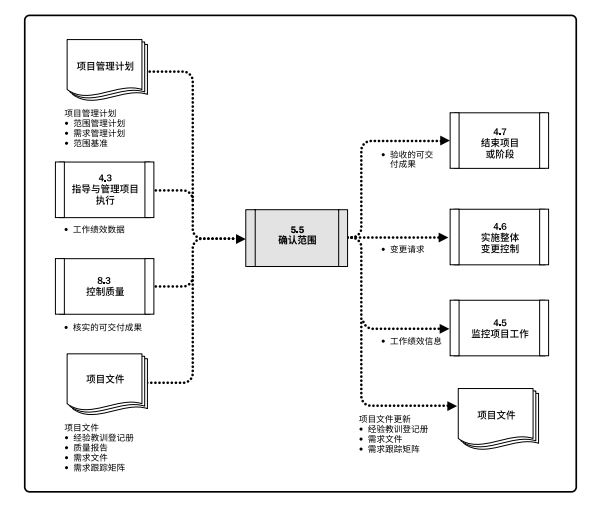 项目管理计划
项目管理计划
• 范围管理计划
• 需求管理计划
• 范围基准
4.3
指导与管理项目
执行
• 工作绩效数据
8.3
控制质量
• 核实的可交付成果
项目文件
项目文件
• 经验教训登记册
• 质量报告
• 需求文件
• 需求跟踪矩阵
5.5
确认范围
• 验收的可交
付成果
4.7
结束项目
或阶段
• 变更请求
4.6
实施整体
变更控制
• 工作绩效信息
4.5
监控项目工作
项目文件更新
• 经验教训登记册
• 需求文件
• 需求跟踪矩阵
项目文件